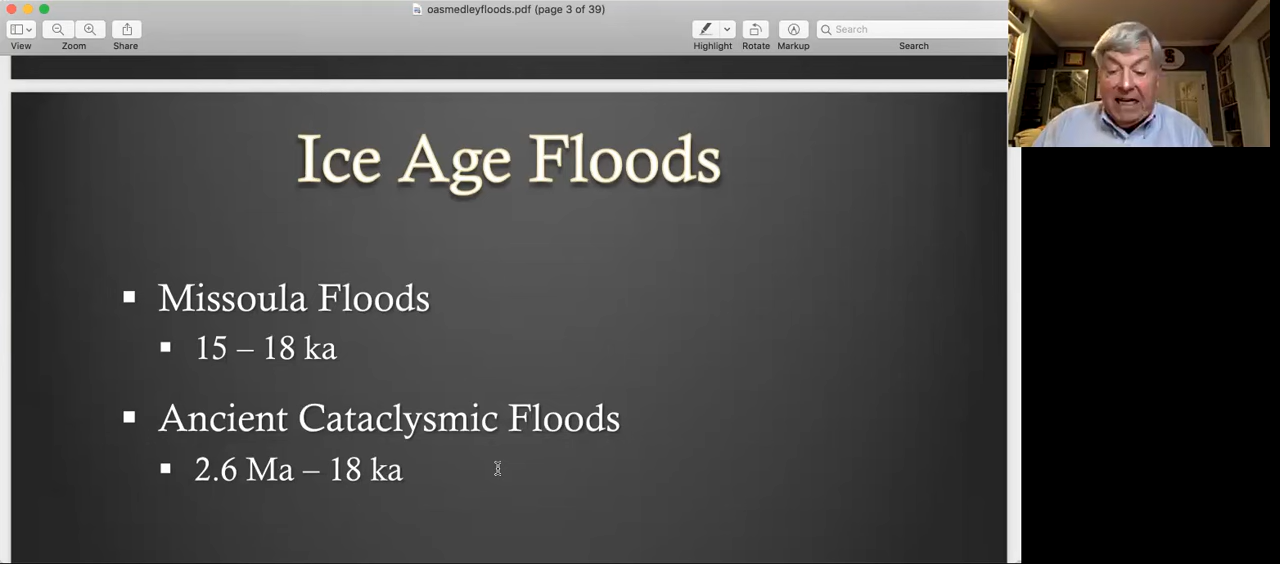 oasmedleyfloods.pdf (page 3 of 39)
View
Zoom
Share
Highlight
Rotate
Markup
Search
Search
Ice Age Floods
Missoula Floods
15 – 18 ka
Ancient Cataclysmic Floods
2.6 Ma – 18 ka